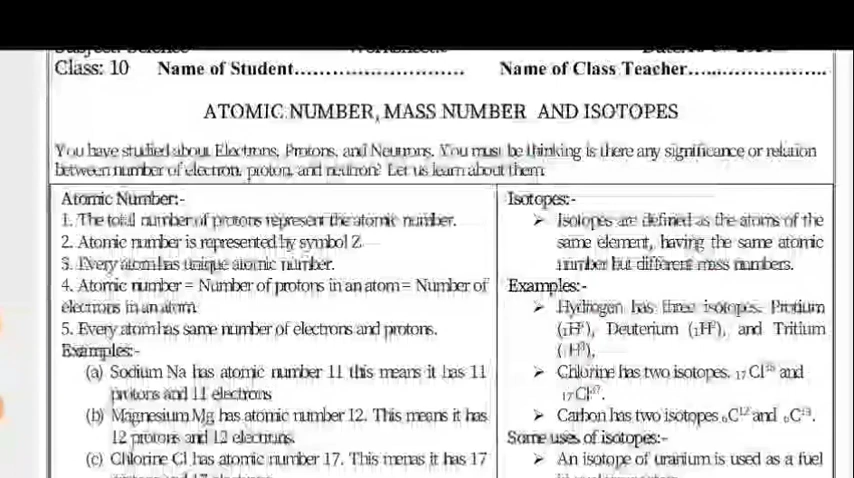 Subject: Science Worksheet:
Class: 10 Name of Student........................... Name of Class Teacher........................
ATOMIC NUMBER, MASS NUMBER AND ISOTOPES
You have studied about Electrons, Protons, and Neutrons. You must be thinking is there any significance or relation
between number of electron, proton, and neutron? Let us learn about them
Atomic Number:-
1. The total number of protons represent the atomic number.
2. Atomic number is represented by symbol Z
3. Every atom has unique atomic number.
4. Atomic number = Number of protons in an atom = Number of
electrons in an atom
5. Every atom has same number of electrons and protons.
Examples:-
(a) Sodium Na has atomic number 11 this means it has 11
protons and 11 electrons
(b) Magnesium Mg has atomic number 12. This means it has
12 protons and 12 electrons.
(c) Chlorine Cl has atomic number 17. This menas it has 17
Isotopes:-
➢ Isotopes are defined as the atoms of the
same element, having the same atomic
number but different mass numbers.
Examples:-
➢ Hydrogen has three isotopes. Protium
(₁H¹), Deuterium (₁H²), and Tritium
(₁H³),
➢ Chlorine has two isotopes. ₁₇Cl³⁵ and
₁₇Cl³⁷.
➢ Carbon has two isotopes ₆C¹² and ₆C¹³.
Some uses of isotopes:-
➢ An isotope of uranium is used as a fuel